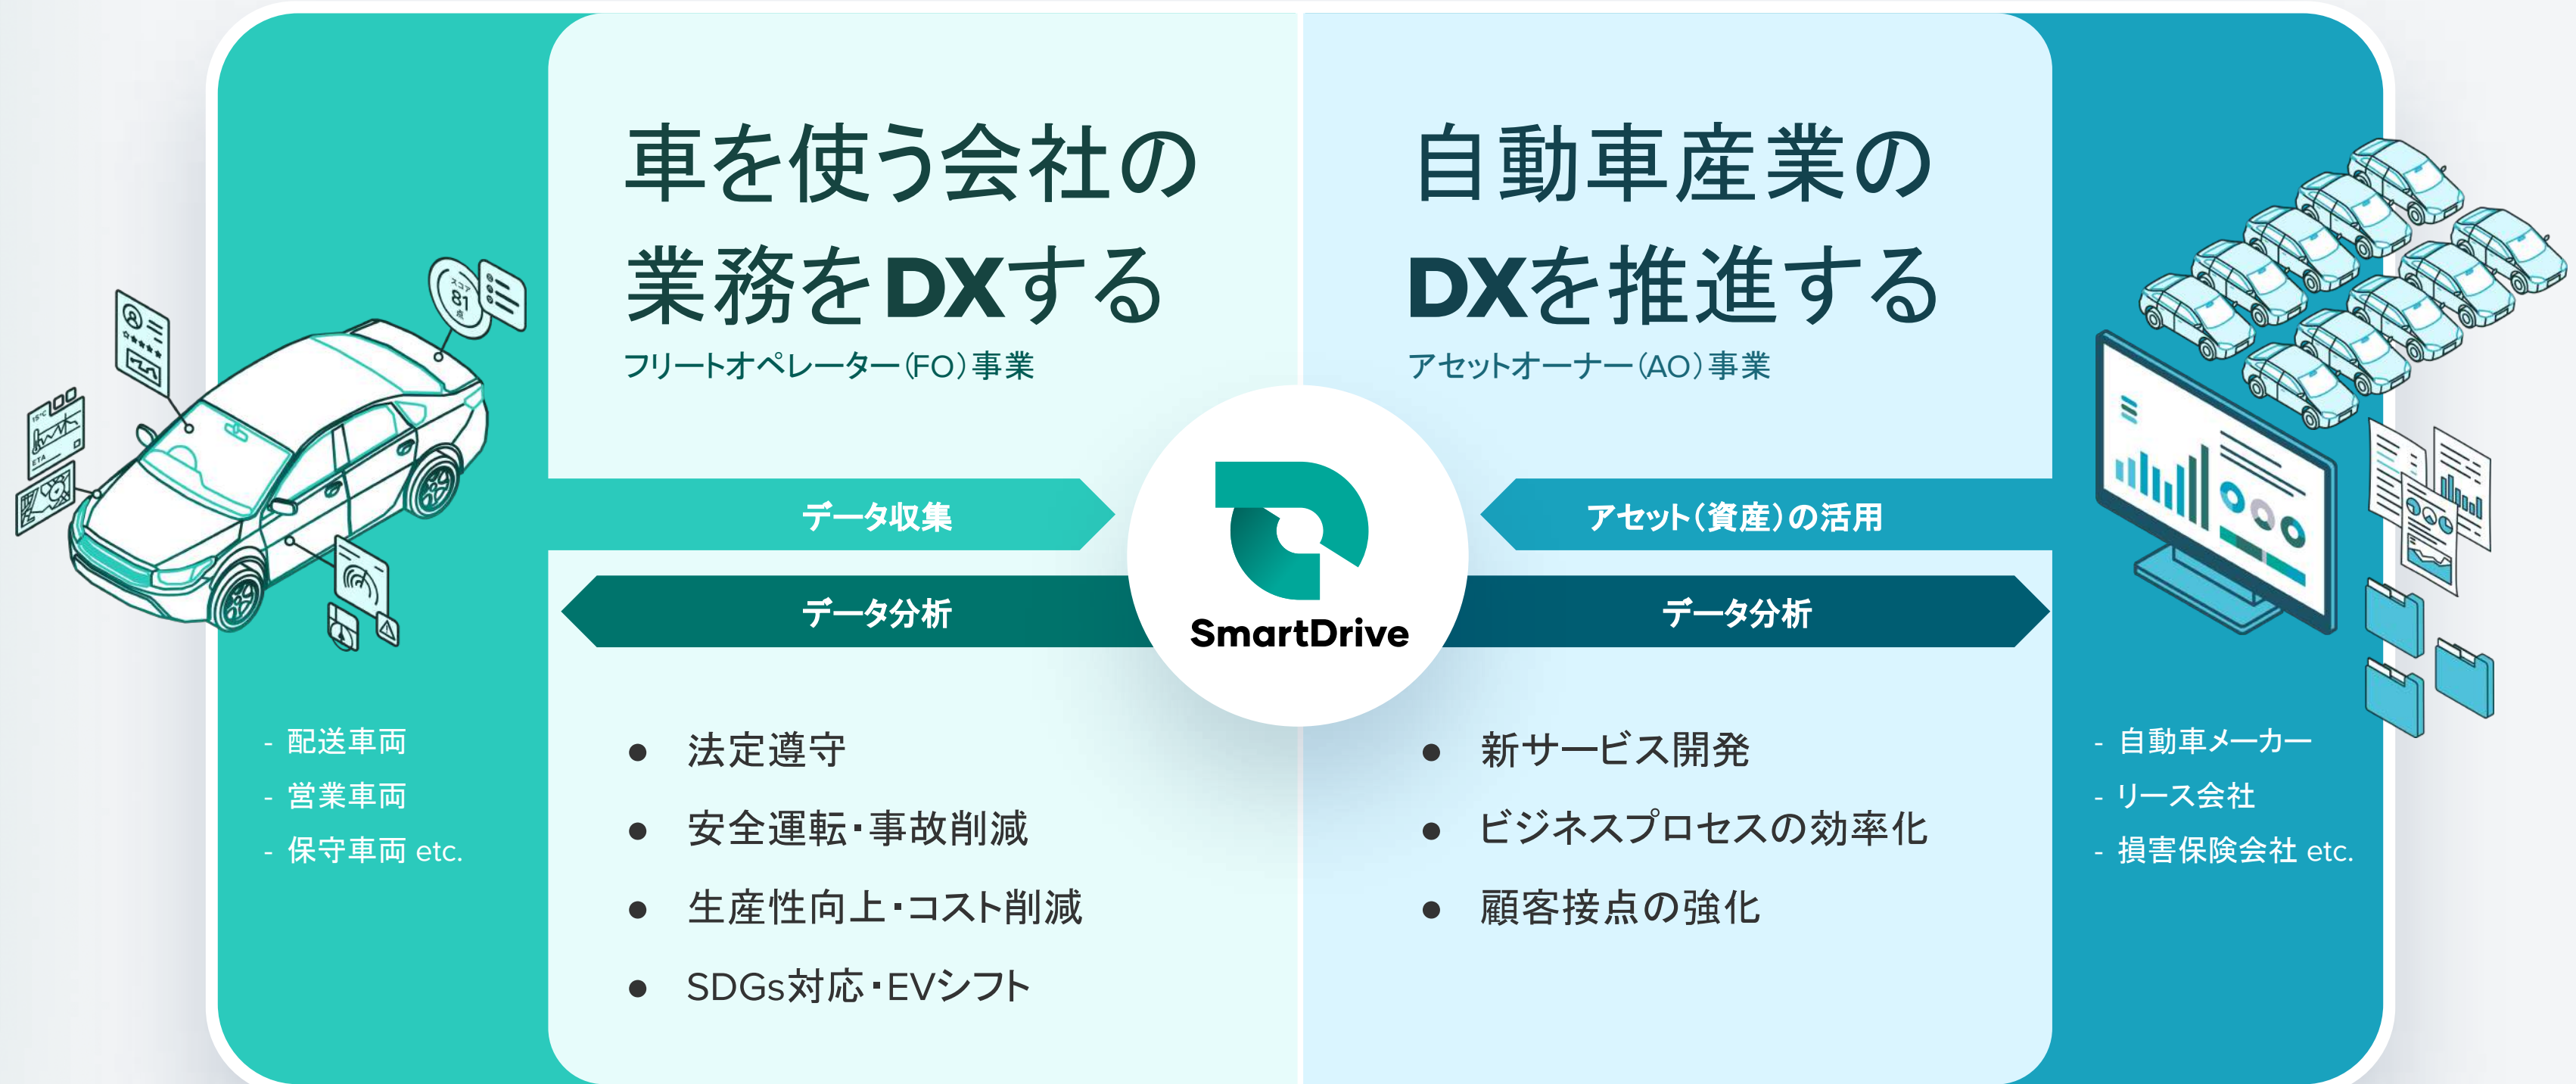 車を使う会社の
業務をDXする
フリートオペレーター(FO)事業
データ収集
データ分析
- 配送車両
- 営業車両
- 保守車両 etc.
● 法定遵守
● 安全運転・事故削減
● 生産性向上・コスト削減
● SDGs対応・EVシフト
スコア
81
点
15°C
ETA
SmartDrive
自動車産業の
DXを推進する
アセットオーナー(AO)事業
アセット(資産)の活用
データ分析
● 新サービス開発
● ビジネスプロセスの効率化
● 顧客接点の強化
- 自動車メーカー
- リース会社
- 損害保険会社 etc.